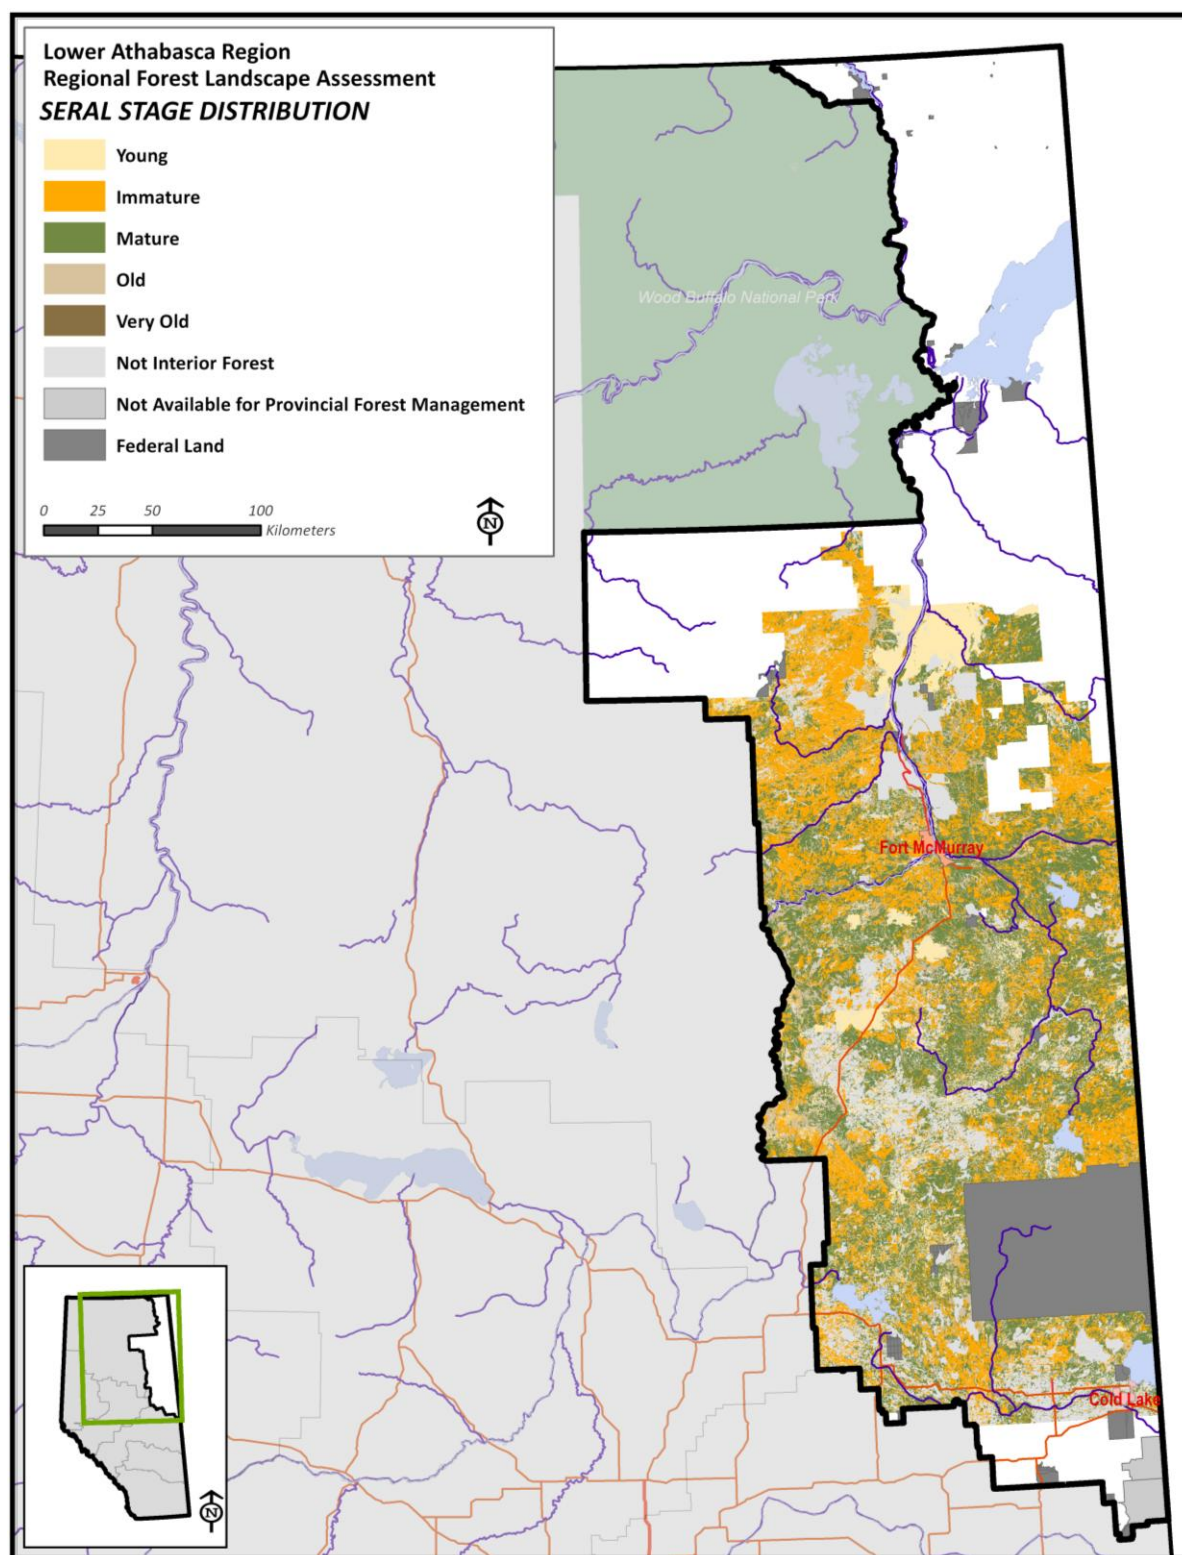 Lower Athabasca Region
Regional Forest Landscape Assessment
SERAL STAGE DISTRIBUTION
Young
Immature
Mature
Old
Very Old
Not Interior Forest
Not Available for Provincial Forest Management
Federal Land
0 25 50 100
Kilometers
N
Wood Buffalo National Park
Fort McMurray
Cold Lake
N